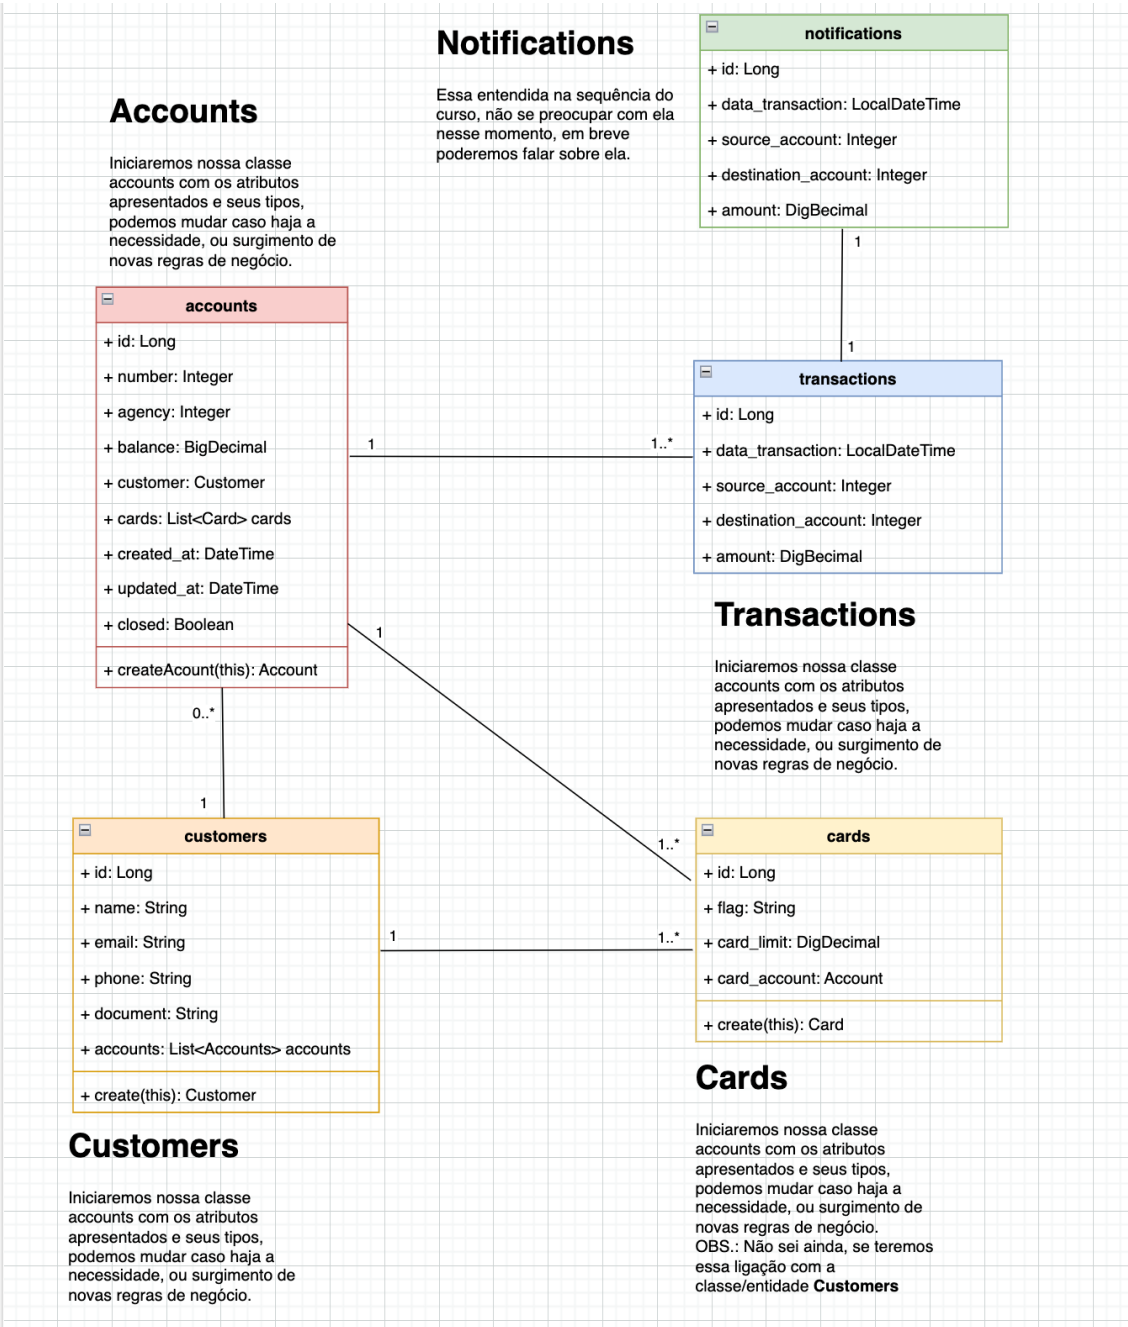 Notifications
Essa entendida na sequência do
curso, não se preocupar com ela
nesse momento, em breve
poderemos falar sobre ela.
notifications
+ id: Long
+ data_transaction: LocalDateTime
+ source_account: Integer
+ destination_account: Integer
+ amount: DigBecimal
1
1
Accounts
Iniciaremos nossa classe
accounts com os atributos
apresentados e seus tipos,
podemos mudar caso haja a
necessidade, ou surgimento de
novas regras de negócio.
accounts
+ id: Long
+ number: Integer
+ agency: Integer
+ balance: BigDecimal
+ customer: Customer
+ cards: List<Card> cards
+ created_at: DateTime
+ updated_at: DateTime
+ closed: Boolean
+ createAcount(this): Account
1
1..*
transactions
+ id: Long
+ data_transaction: LocalDateTime
+ source_account: Integer
+ destination_account: Integer
+ amount: DigBecimal
Transactions
Iniciaremos nossa classe
accounts com os atributos
apresentados e seus tipos,
podemos mudar caso haja a
necessidade, ou surgimento de
novas regras de negócio.
1
1..*
0..*
1
customers
+ id: Long
+ name: String
+ email: String
+ phone: String
+ document: String
+ accounts: List<Accounts> accounts
+ create(this): Customer
1
1..*
cards
+ id: Long
+ flag: String
+ card_limit: DigDecimal
+ card_account: Account
+ create(this): Card
Customers
Iniciaremos nossa classe
accounts com os atributos
apresentados e seus tipos,
podemos mudar caso haja a
necessidade, ou surgimento de
novas regras de negócio.
Cards
Iniciaremos nossa classe
accounts com os atributos
apresentados e seus tipos,
podemos mudar caso haja a
necessidade, ou surgimento de
novas regras de negócio.
OBS.: Não sei ainda, se teremos
essa ligação com a
classe/entidade Customers